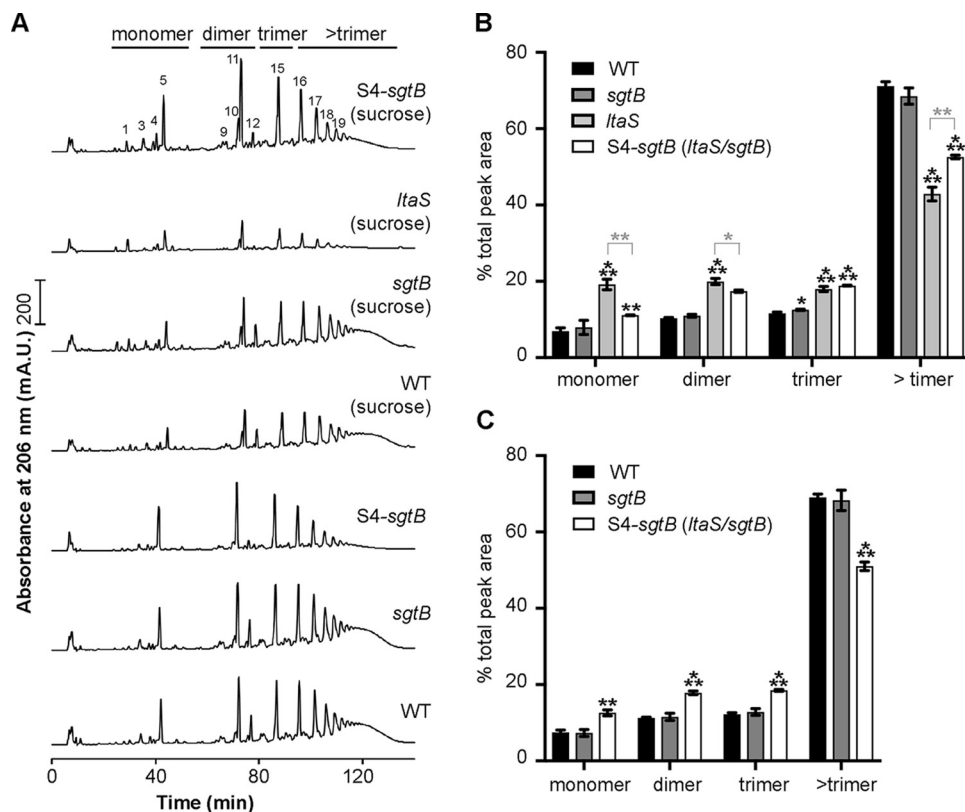 A
monomer dimer trimer >trimer
1 3 4 5 9 10 11 12 15 16 17 18 19
S4-sgtB
(sucrose)
ltaS
(sucrose)
sgtB
(sucrose)
WT
(sucrose)
S4-sgtB
sgtB
WT
Absorbance at 206 nm (m.A.U.) 200
0 40 80 120
Time (min)
B
80
60
40
20
0
% total peak area
WT
sgtB
ltaS
S4-sgtB (ltaS/sgtB)
** * * ** ** ** * ** * * ** * ** * ** ** * ** * **
monomer dimer trimer > timer
C
80
60
40
20
0
% total peak area
WT
sgtB
S4-sgtB (ltaS/sgtB)
** * ** * ** * **
monomer dimer trimer >trimer